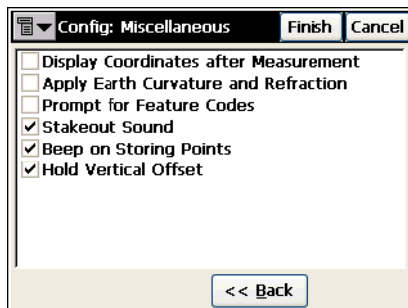 Config: Miscellaneous Finish Cancel
Display Coordinates after Measurement
Apply Earth Curvature and Refraction
Prompt for Feature Codes
Stakeout Sound
Beep on Storing Points
Hold Vertical Offset
<< Back